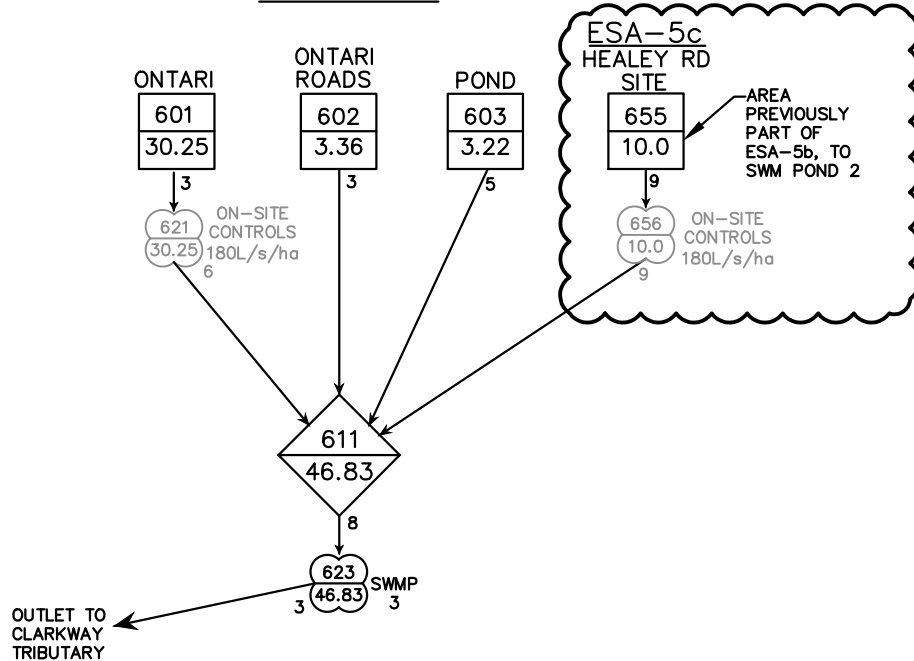 ONTARI
601
30.25
3
621
30.25
6
ON-SITE
CONTROLS
180L/s/ha
ONTARI
ROADS
602
3.36
3
POND
603
3.22
5
ESA-5c
HEALEY RD
SITE
655
10.0
9
AREA
PREVIOUSLY
PART OF
ESA-5b, TO
SWM POND 2
656
10.0
9
ON-SITE
CONTROLS
180L/s/ha
611
46.83
8
623
46.83
3
SWMP
3
OUTLET TO
CLARKWAY
TRIBUTARY